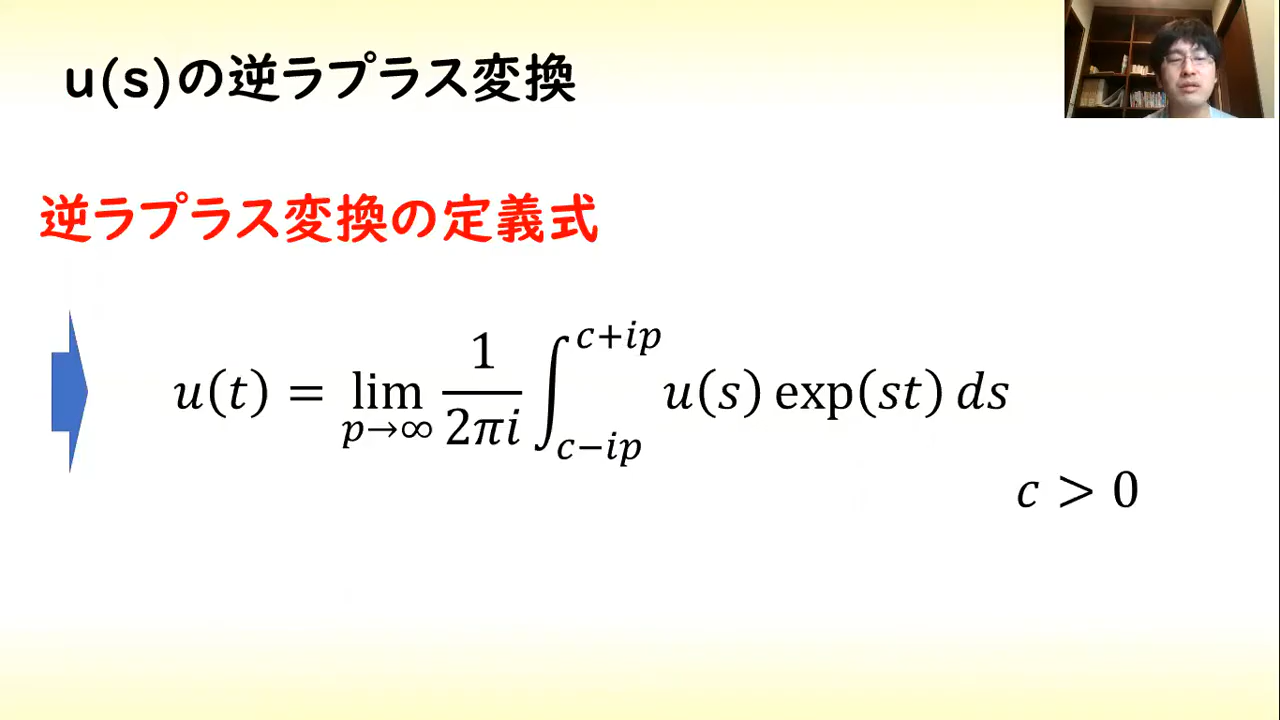 u(s)の逆ラプラス変換
逆ラプラス変換の定義式
u(t) = lim_{p→∞} \frac{1}{2πi} ∫_{c−ip}^{c+ip} u(s) exp(st) ds
c > 0